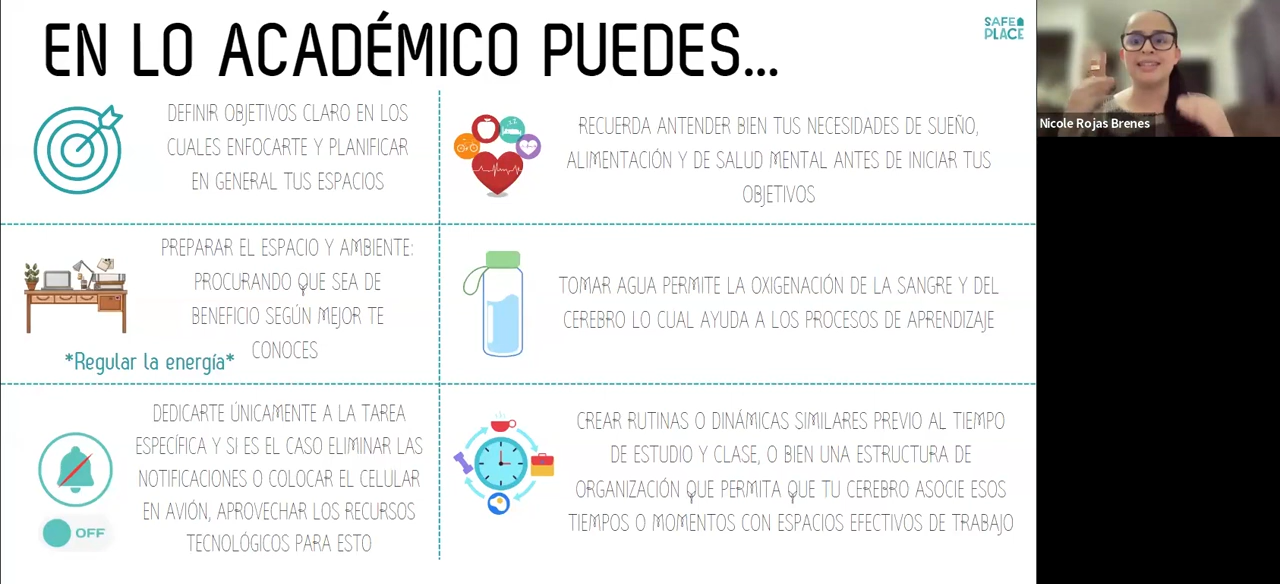 EN LO ACADÉMICO PUEDES...
SAFE
PLACE
DEFINIR OBJETIVOS CLARO EN LOS
CUALES ENFOCARTE Y PLANIFICAR
EN GENERAL TUS ESPACIOS
RECUERDA ANTENDER BIEN TUS NECESIDADES DE SUEÑO,
ALIMENTACIÓN Y DE SALUD MENTAL ANTES DE INICIAR TUS
OBJETIVOS
PREPARAR EL ESPACIO Y AMBIENTE:
PROCURANDO QUE SEA DE
BENEFICIO SEGÚN MEJOR TE
CONOCES
*Regular la energía*
TOMAR AGUA PERMITE LA OXIGENACIÓN DE LA SANGRE Y DEL
CEREBRO LO CUAL AYUDA A LOS PROCESOS DE APRENDIZAJE
DEDICARTE ÚNICAMENTE A LA TAREA
ESPECÍFICA Y SI ES EL CASO ELIMINAR LAS
NOTIFICACIONES O COLOCAR EL CELULAR
EN AVIÓN, APROVECHAR LOS RECURSOS
TECNOLÓGICOS PARA ESTO
OFF
CREAR RUTINAS O DINÁMICAS SIMILARES PREVIO AL TIEMPO
DE ESTUDIO Y CLASE, O BIEN UNA ESTRUCTURA DE
ORGANIZACIÓN QUE PERMITA QUE TU CEREBRO ASOCIE ESOS
TIEMPOS O MOMENTOS CON ESPACIOS EFECTIVOS DE TRABAJO
Nicole Rojas Brenes